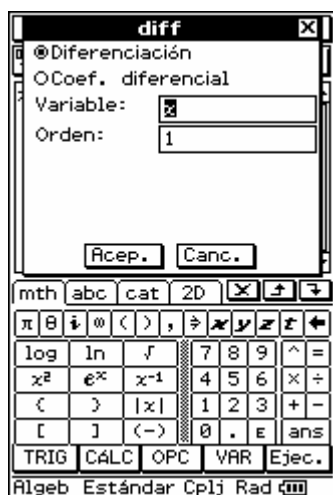 diff X
Diferenciación
Coef. diferencial
Variable: x
Orden: 1
Acep. Canc.
mth abc cat 2D
π θ i ∞ ( ) , ⇒ x y z t ←
log ln √ 7 8 9 ^ =
x² eˣ x⁻¹ 4 5 6 × ÷
( ) |x| 1 2 3 + -
[ ] (-) 0 . E ans
TRIG CÁLC OPC VAR Ejec.
Algeb Estándar Cplj Rad